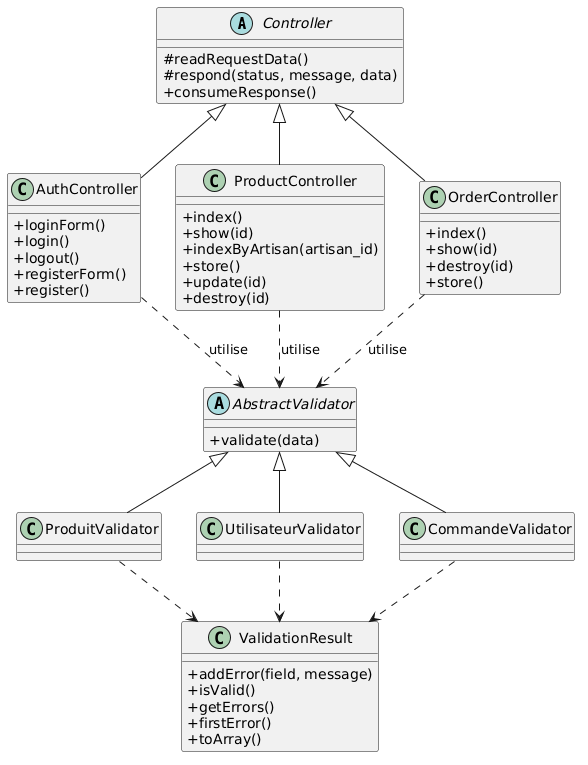 A Controller
#readRequestData()
#respond(status, message, data)
+consumeResponse()
C AuthController
+loginForm()
+login()
+logout()
+registerForm()
+register()
C ProductController
+index()
+show(id)
+indexByArtisan(artisan_id)
+store()
+update(id)
+destroy(id)
C OrderController
+index()
+show(id)
+destroy(id)
+store()
utilise
utilise
utilise
A AbstractValidator
+validate(data)
C ProduitValidator
C UtilisateurValidator
C CommandeValidator
C ValidationResult
+addError(field, message)
+isValid()
+getErrors()
+firstError()
+toArray()